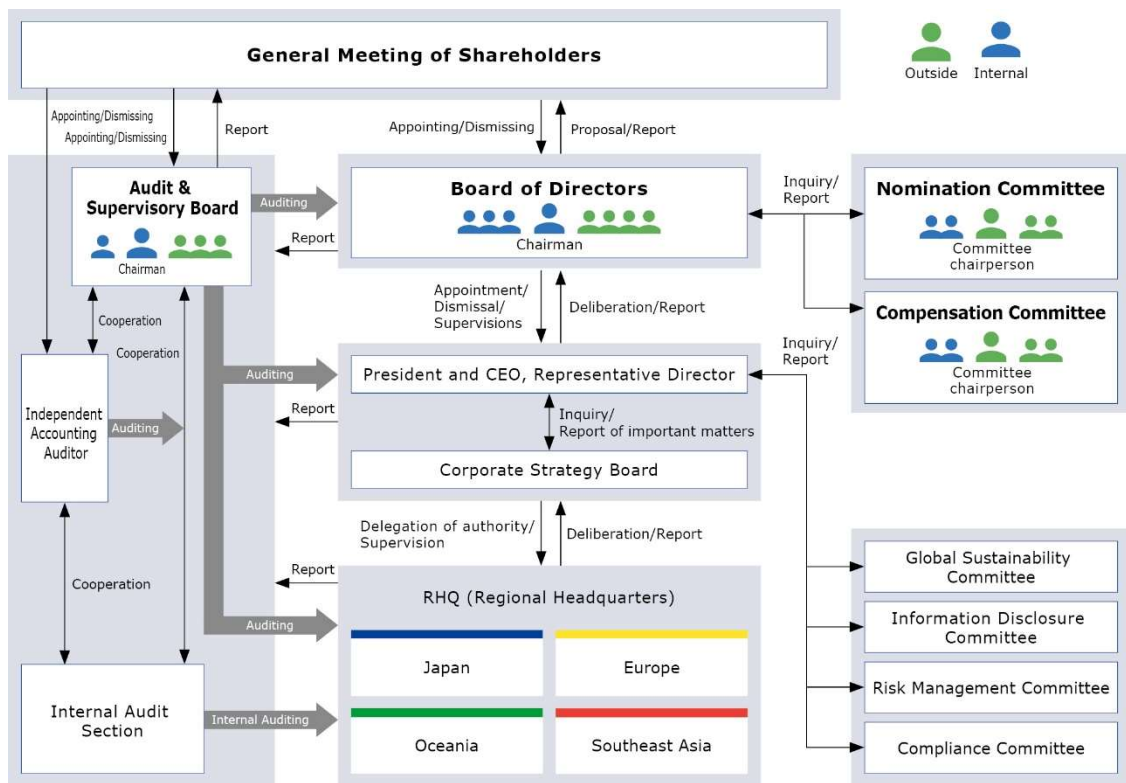 General Meeting of Shareholders
Outside
Internal
Appointing/Dismissing
Appointing/Dismissing
Report
Appointing/Dismissing
Proposal/Report
Audit &
Supervisory Board
Chairman
Auditing
Report
Board of Directors
Chairman
Inquiry/
Report
Nomination Committee
Committee
chairperson
Compensation Committee
Committee
chairperson
Cooperation
Cooperation
Appointment/
Dismissal/
Supervisions
Deliberation/Report
Inquiry/
Report
Independent
Accounting
Auditor
Auditing
Auditing
Report
President and CEO, Representative Director
Inquiry/
Report of important matters
Corporate Strategy Board
Delegation of authority/
Supervision
Deliberation/Report
Cooperation
Report
Auditing
RHQ (Regional Headquarters)
Japan
Europe
Oceania
Southeast Asia
Internal Audit
Section
Internal Auditing
Global Sustainability
Committee
Information Disclosure
Committee
Risk Management Committee
Compliance Committee